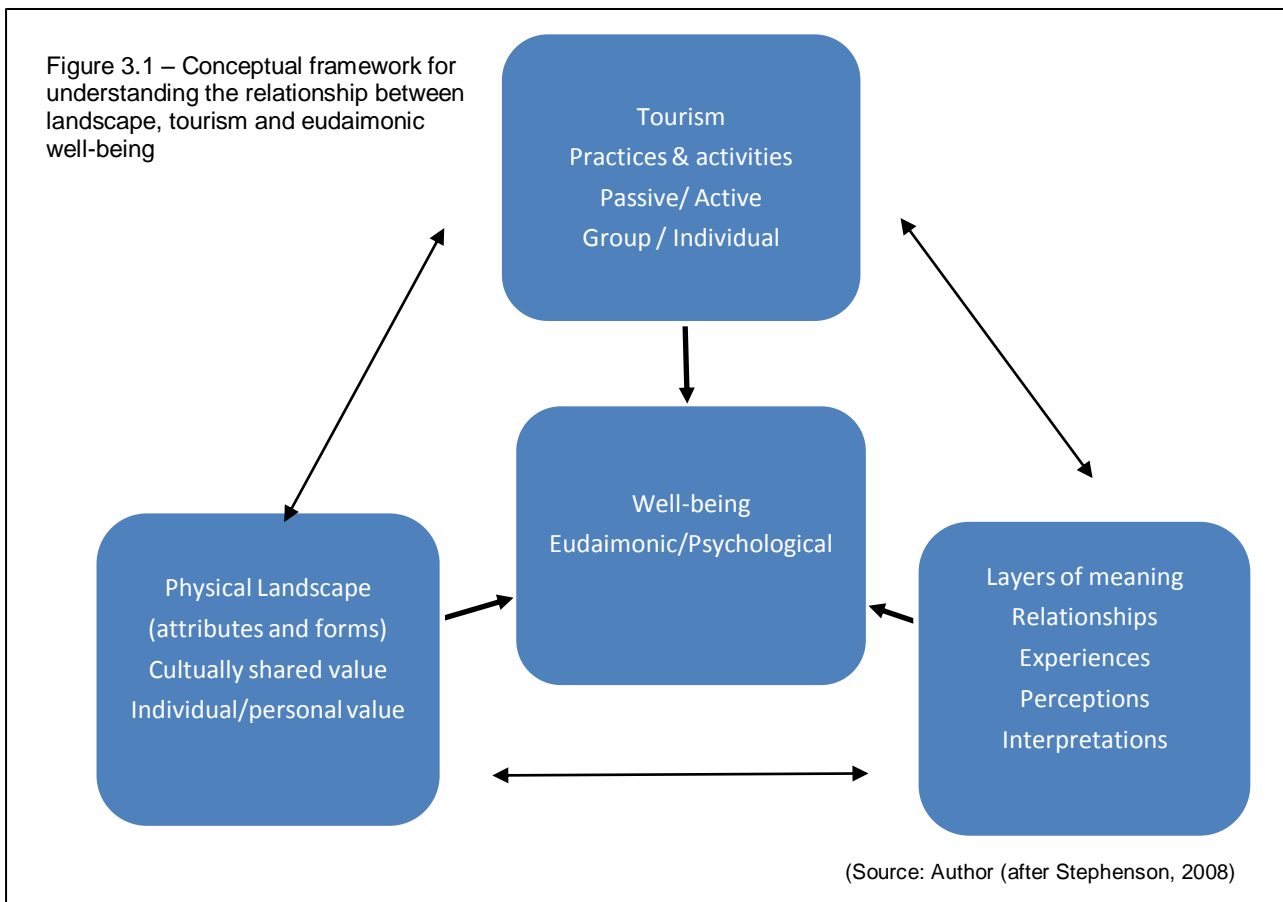 Figure 3.1 – Conceptual framework for
understanding the relationship between
landscape, tourism and eudaimonic
well-being
Tourism
Practices & activities
Passive/ Active
Group / Individual
Well-being
Eudaimonic/Psychological
Physical Landscape
(attributes and forms)
Cultually shared value
Individual/personal value
Layers of meaning
Relationships
Experiences
Perceptions
Interpretations
(Source: Author (after Stephenson, 2008)